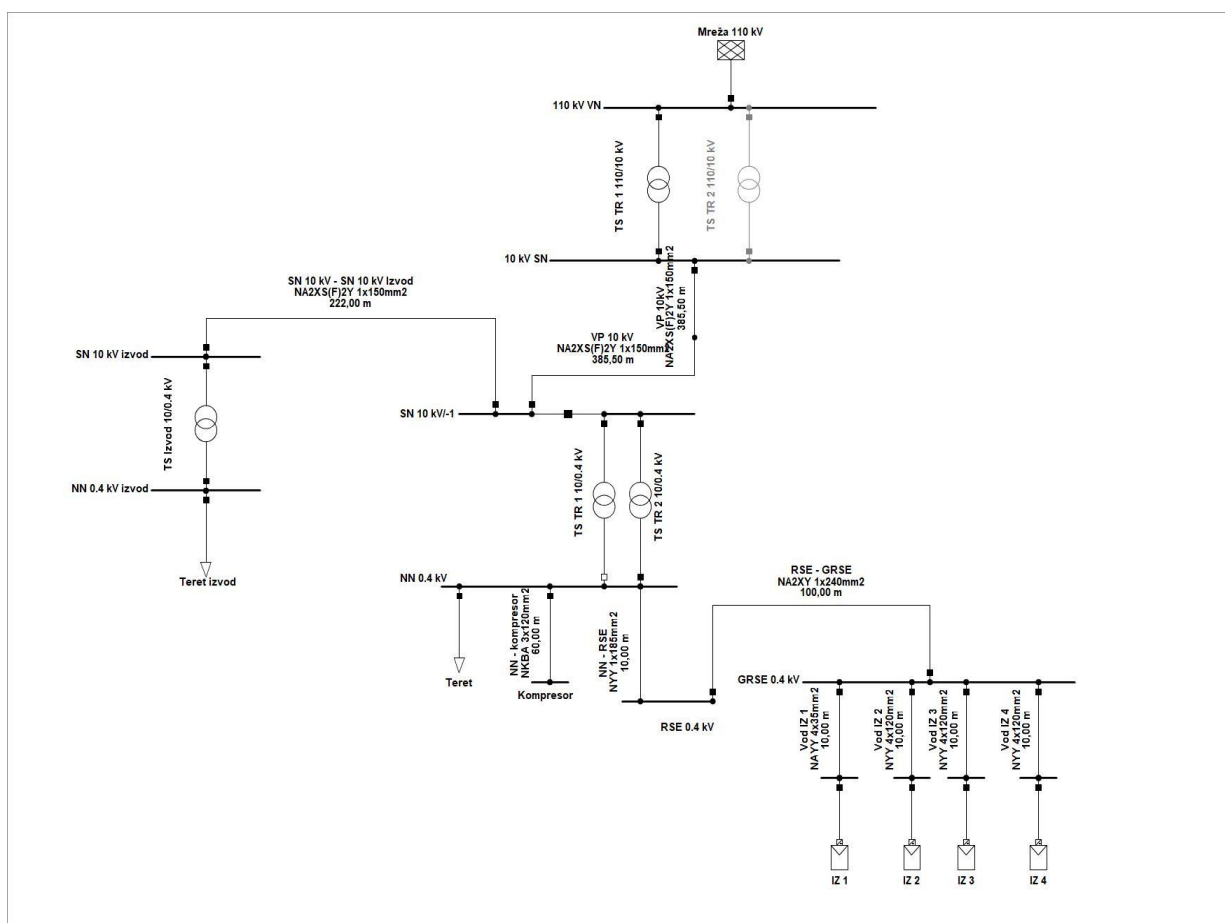 Mreža 110 kV
110 kV VN
TS TR 1 110/10 kV
TS TR 2 110/10 kV
10 kV SN
VP 10kV
NA2XS(F)2Y 1x150mm2
385,50 m
SN 10 kV - SN 10 kV Izvod
NA2XS(F)2Y 1x150mm2
222,00 m
VP 10 kV
NA2XS(F)2Y 1x150mm2
385,50 m
SN 10 kV izvod
TS Izvod 10/0.4 kV
NN 0.4 kV izvod
Teret izvod
SN 10 kV/-1
TS TR 1 10/0.4 kV
TS TR 2 10/0.4 kV
NN 0.4 kV
Teret
NN - kompresor
NKBA 3x120mm2
60,00 m
Kompresor
NN - RSE
NYY 1x185mm2
10,00 m
RSE 0.4 kV
RSE - GRSE
NA2XY 1x240mm2
100,00 m
GRSE 0.4 kV
Vod IZ 1
NAYY 4x35mm2
10,00 m
Vod IZ 2
NYY 4x120mm2
10,00 m
Vod IZ 3
NYY 4x120mm2
10,00 m
Vod IZ 4
NYY 4x120mm2
10,00 m
IZ 1
IZ 2
IZ 3
IZ 4